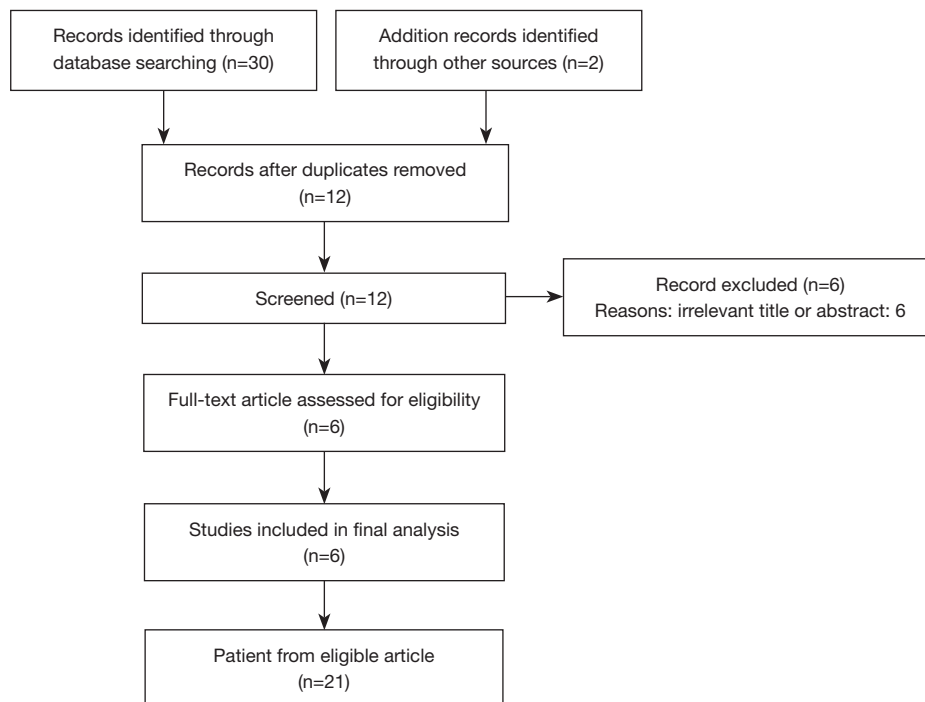 Records identified through
database searching (n=30)
Addition records identified
through other sources (n=2)
Records after duplicates removed
(n=12)
Screened (n=12)
Record excluded (n=6)
Reasons: irrelevant title or abstract: 6
Full-text article assessed for eligibility
(n=6)
Studies included in final analysis
(n=6)
Patient from eligible article
(n=21)